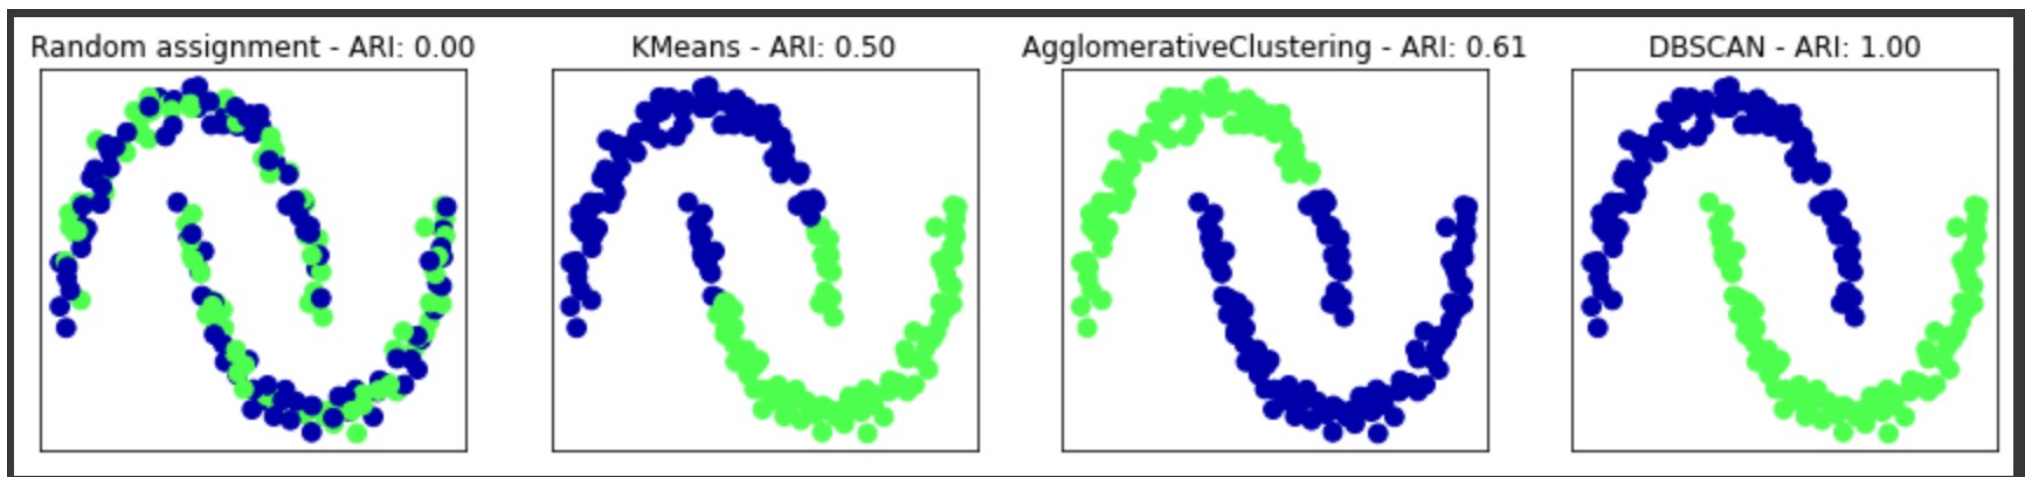 Random assignment - ARI: 0.00
KMeans - ARI: 0.50
AgglomerativeClustering - ARI: 0.61
DBSCAN - ARI: 1.00